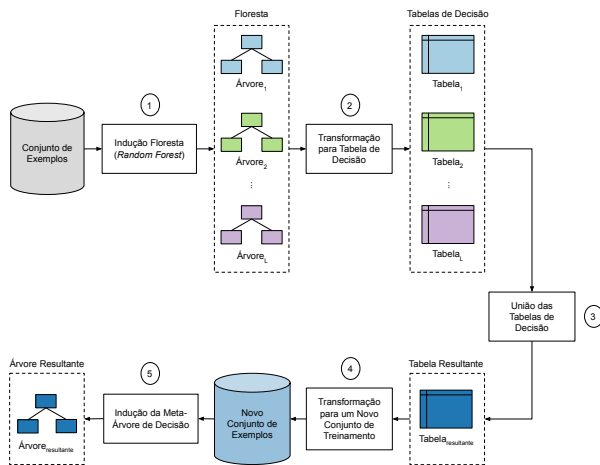 Floresta
Tabelas de Decisão
Árvore1
Tabela1
1
2
Conjunto de
Exemplos
Indução Floresta
(Random Forest)
Árvore2
Transformação
para Tabela de
Decisão
Tabela2
...
...
ÁrvoreL
TabelaL
União das
Tabelas de
Decisão
3
Árvore Resultante
5
4
Tabela Resultante
Árvoreresultante
Indução da Meta-
Árvore de Decisão
Novo
Conjunto
de Exemplos
Transformação
para um Novo
Conjunto de
Treinamento
Tabelaresultante